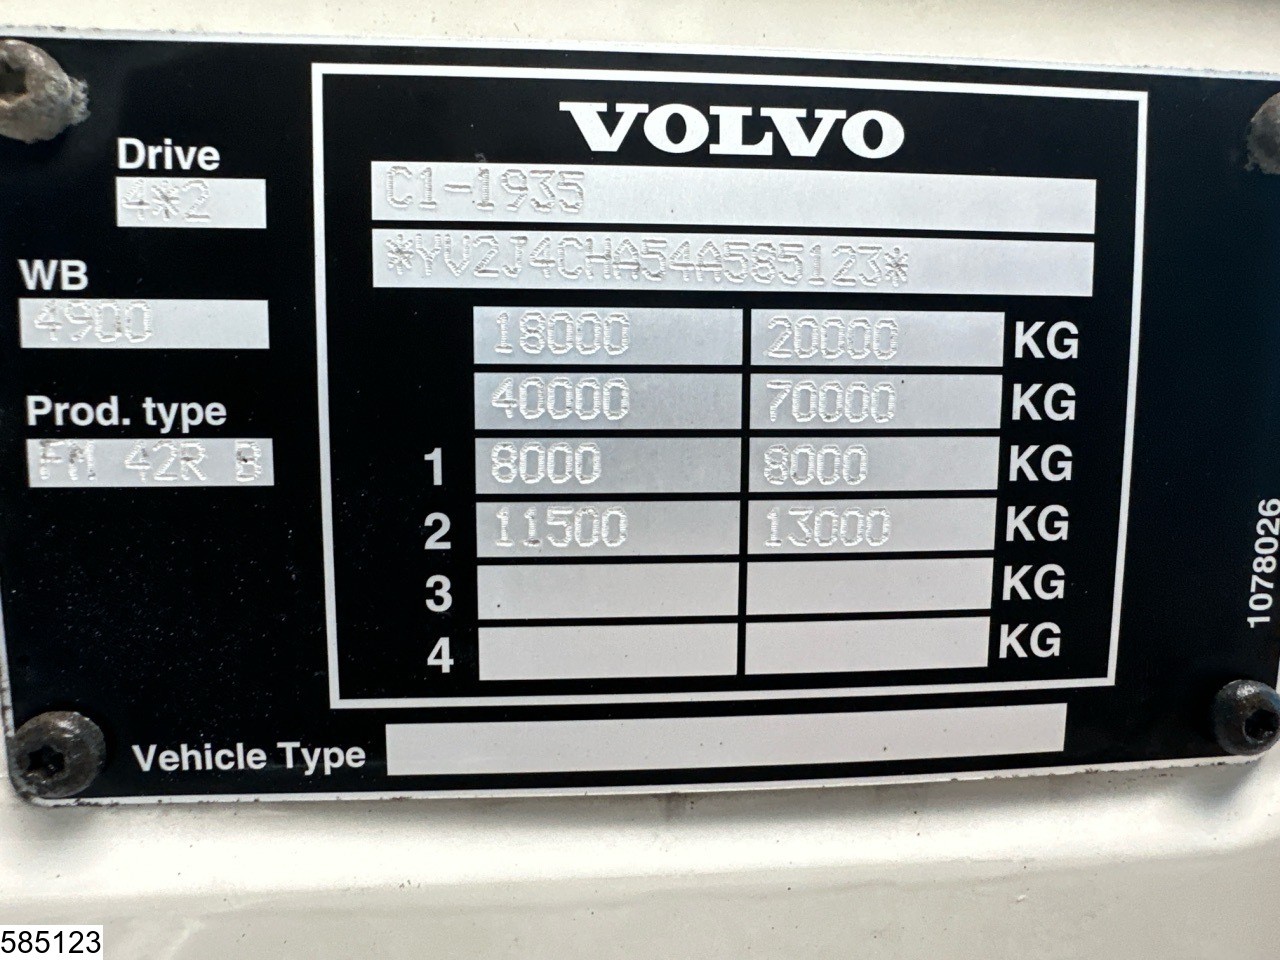 VOLVO
Drive
4*2
C1-1935
*YV2J4CHA54A585123*
WB
4900
18000 20000 KG
40000 70000 KG
Prod. type
FM 42R B
1 8000 8000 KG
2 11500 13000 KG
3 KG
4 KG
1078026
Vehicle Type
585123